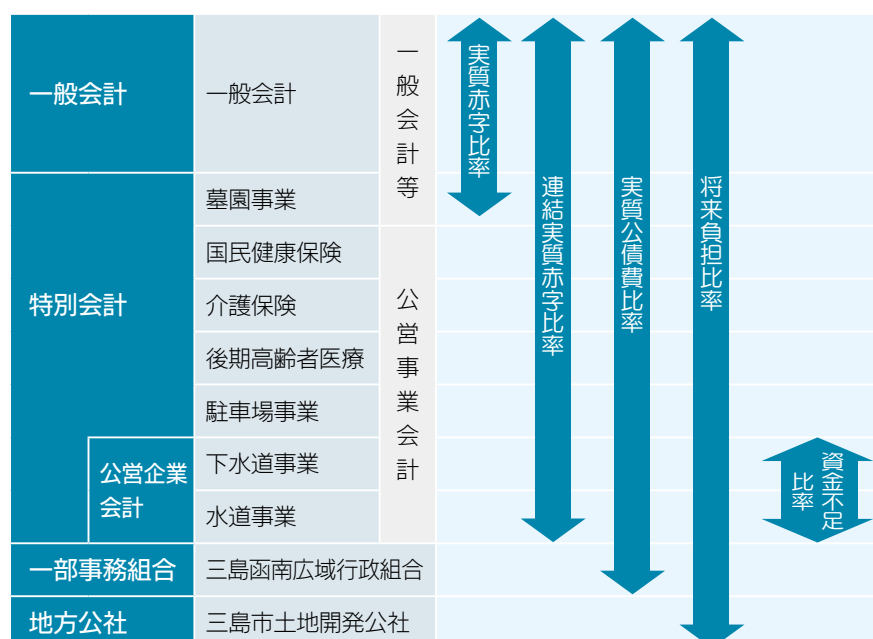 一般会計
一般会計
一般会計等
実質赤字比率
連結実質赤字比率
実質公債費比率
将来負担比率
特別会計
墓園事業
国民健康保険
介護保険
後期高齢者医療
駐車場事業
公営事業会計
公営企業
会計
下水道事業
水道事業
資金不足
比率
一部事務組合
三島函南広域行政組合
地方公社
三島市土地開発公社